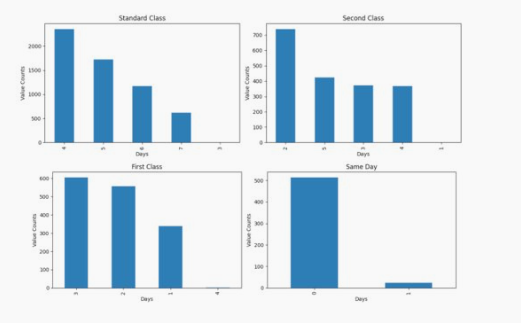 Standard Class
Value Counts
2000
1500
1000
500
0
4 5 6 7 3
Days
Second Class
Value Counts
700
600
500
400
300
200
100
0
2 5 3 4 1
Days
First Class
Value Counts
600
500
400
300
200
100
0
3 2 1 4
Days
Same Day
Value Counts
500
400
300
200
100
0
0 1
Days